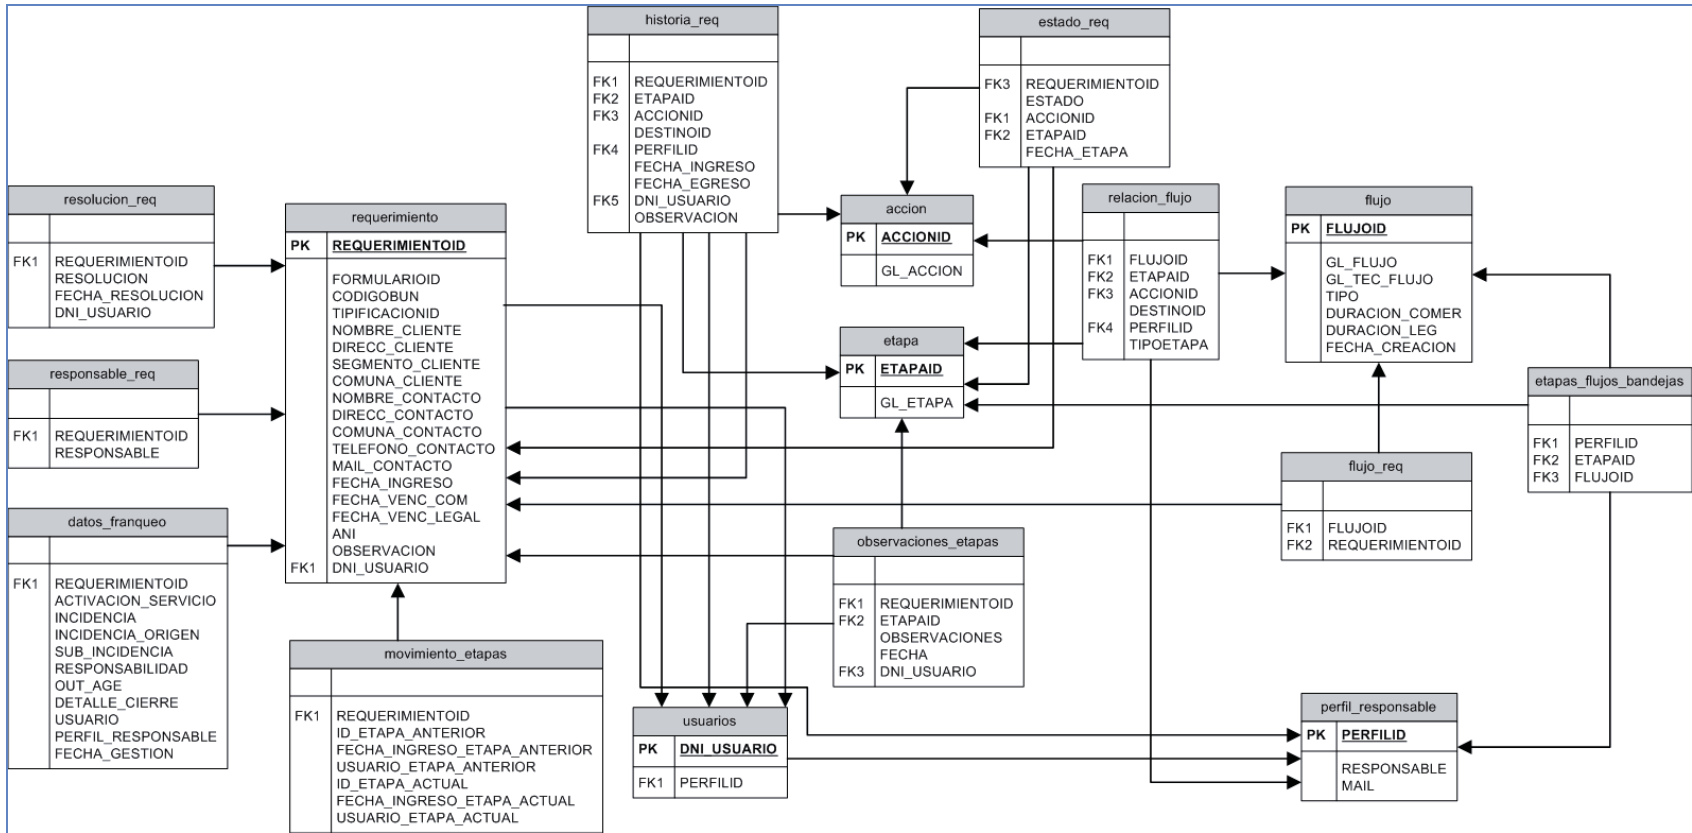 historia_req
FK1 REQUERIMIENTOID
FK2 ETAPAID
FK3 ACCIONID
DESTINOID
FK4 PERFILID
FECHA_INGRESO
FECHA_EGRESO
FK5 DNI_USUARIO
OBSERVACION
estado_req
FK3 REQUERIMIENTOID
ESTADO
FK1 ACCIONID
FK2 ETAPAID
FECHA_ETAPA
resolucion_req
FK1 REQUERIMIENTOID
RESOLUCION
FECHA_RESOLUCION
DNI_USUARIO
requerimiento
PK REQUERIMIENTOID
FORMULARIOID
CODIGOBUN
TIPIFICACIONID
NOMBRE_CLIENTE
DIRECC_CLIENTE
SEGMENTO_CLIENTE
COMUNA_CLIENTE
NOMBRE_CONTACTO
DIRECC_CONTACTO
COMUNA_CONTACTO
TELEFONO_CONTACTO
MAIL_CONTACTO
FECHA_INGRESO
FECHA_VENC_COM
FECHA_VENC_LEGAL
ANI
OBSERVACION
FK1 DNI_USUARIO
accion
PK ACCIONID
GL_ACCION
relacion_flujo
FK1 FLUJOID
FK2 ETAPAID
FK3 ACCIONID
DESTINOID
FK4 PERFILID
TIPOETAPA
flujo
PK FLUJOID
GL_FLUJO
GL_TEC_FLUJO
TIPO
DURACION_COMER
DURACION_LEG
FECHA_CREACION
etapa
PK ETAPAID
GL_ETAPA
responsable_req
FK1 REQUERIMIENTOID
RESPONSABLE
etapas_flujos_bandejas
FK1 PERFILID
FK2 ETAPAID
FK3 FLUJOID
flujo_req
FK1 FLUJOID
FK2 REQUERIMIENTOID
datos_franqueo
FK1 REQUERIMIENTOID
ACTIVACION_SERVICIO
INCIDENCIA
INCIDENCIA_ORIGEN
SUB_INCIDENCIA
RESPONSABILIDAD
OUT_AGE
DETALLE_CIERRE
USUARIO
PERFIL_RESPONSABLE
FECHA_GESTION
observaciones_etapas
FK1 REQUERIMIENTOID
FK2 ETAPAID
OBSERVACIONES
FECHA
FK3 DNI_USUARIO
movimiento_etapas
FK1 REQUERIMIENTOID
ID_ETAPA_ANTERIOR
FECHA_INGRESO_ETAPA_ANTERIOR
USUARIO_ETAPA_ANTERIOR
ID_ETAPA_ACTUAL
FECHA_INGRESO_ETAPA_ACTUAL
USUARIO_ETAPA_ACTUAL
usuarios
PK DNI_USUARIO
FK1 PERFILID
perfil_responsable
PK PERFILID
RESPONSABLE
MAIL